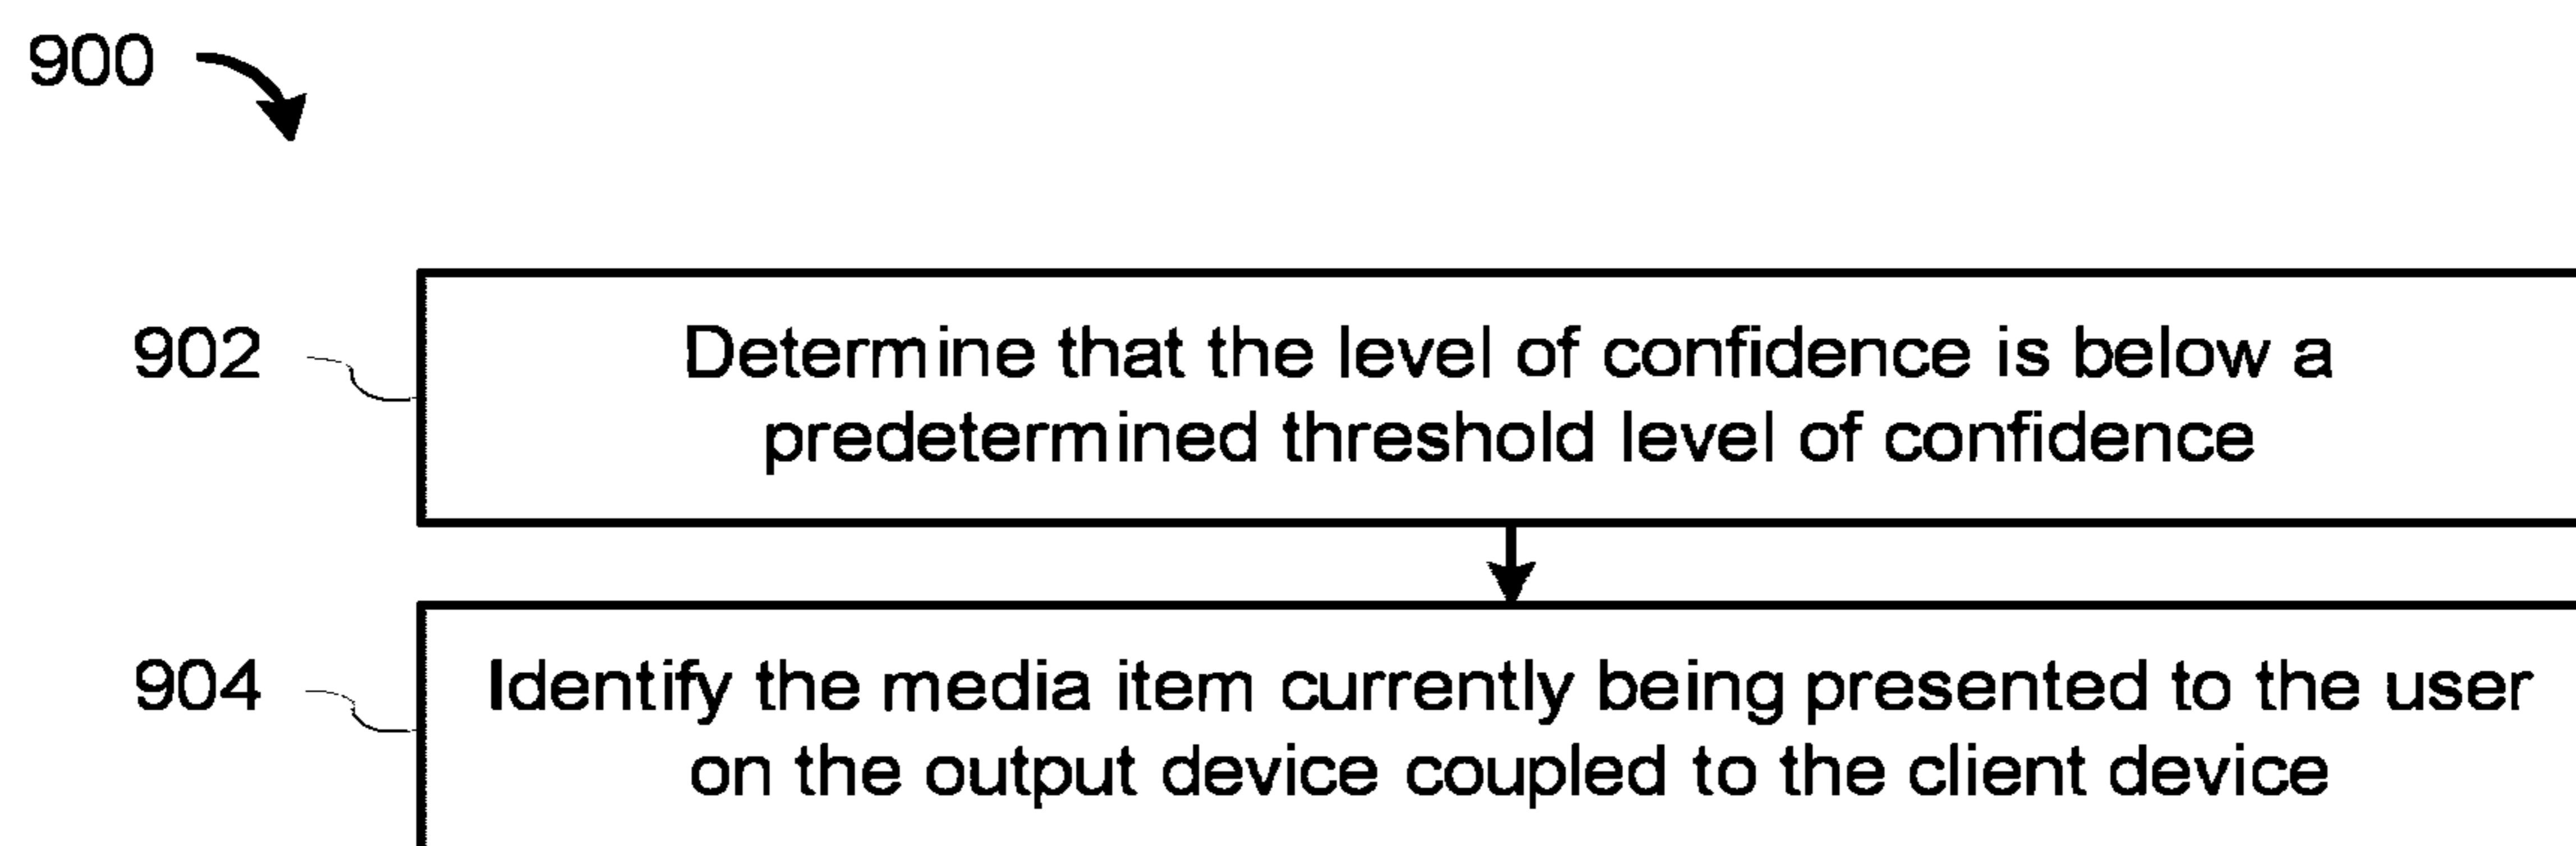 900
902
Determine that the level of confidence is below a
predetermined threshold level of confidence
904
Identify the media item currently being presented to the user
on the output device coupled to the client device